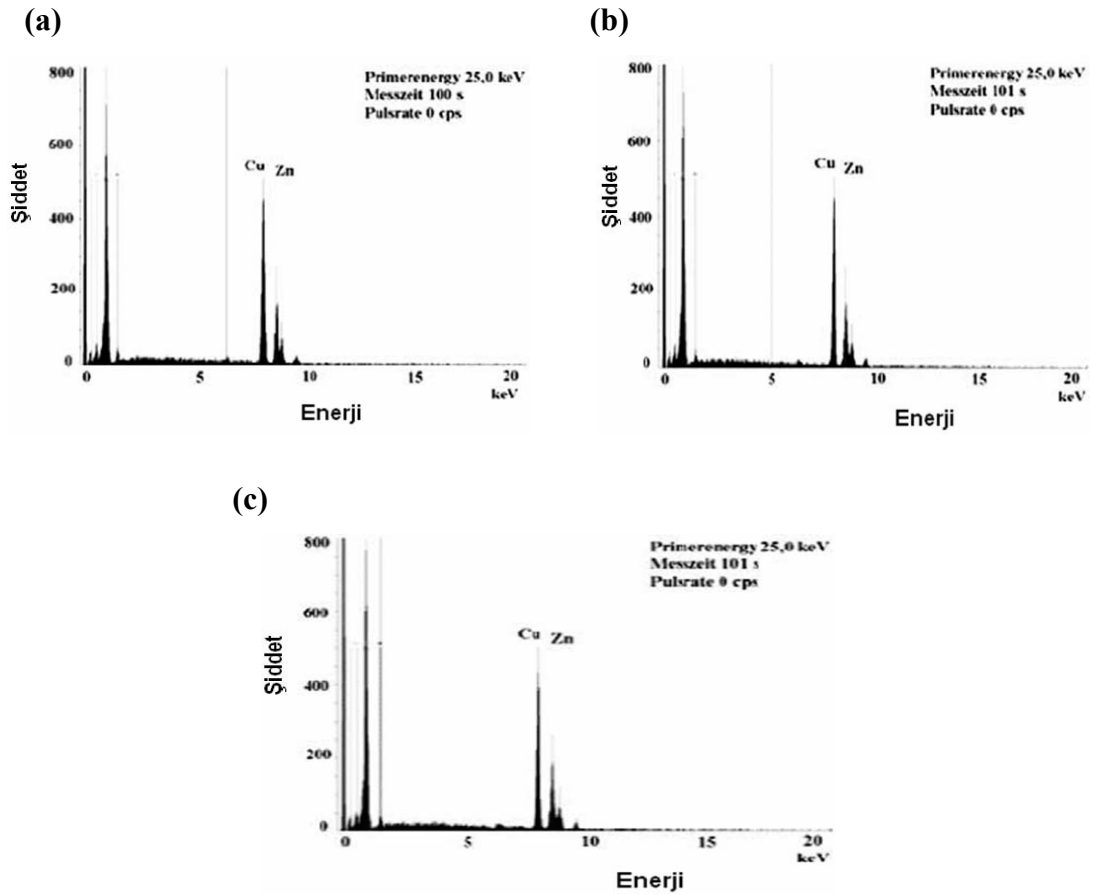 (a)
800
600
400
200
0
Şiddet
Primerenergy 25,0 keV
Messzeit 100 s
Pulsrate 0 cps
Cu Zn
0 5 10 15 20
keV
Enerji
(b)
800
600
400
200
0
Şiddet
Primerenergy 25,0 keV
Messzeit 101 s
Pulsrate 0 cps
Cu Zn
0 5 10 15 20
keV
Enerji
(c)
800
600
400
200
0
Şiddet
Primerenergy 25,0 keV
Messzeit 101 s
Pulsrate 0 cps
Cu Zn
0 5 10 15 20
keV
Enerji